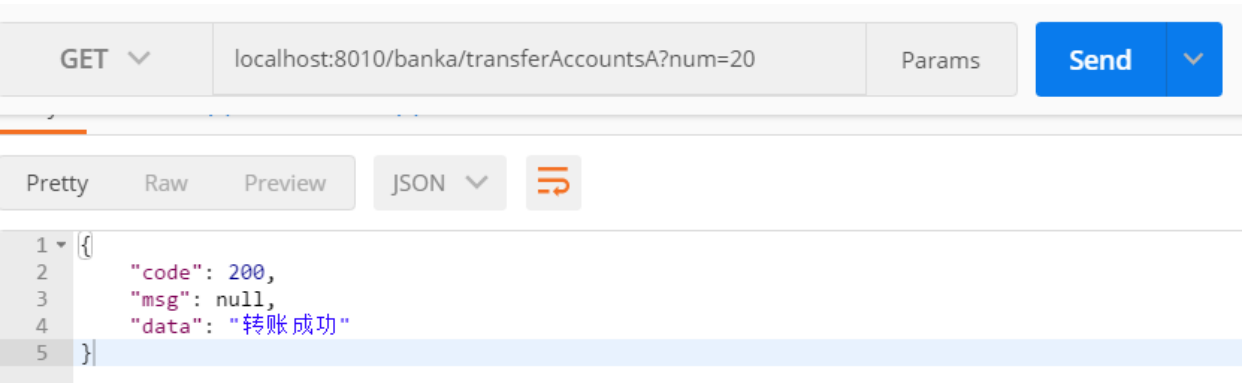 GET localhost:8010/banka/transferAccountsA?num=20 Params Send
Pretty Raw Preview JSON
1 {
2 "code": 200,
3 "msg": null,
4 "data": "转账成功"
5 }